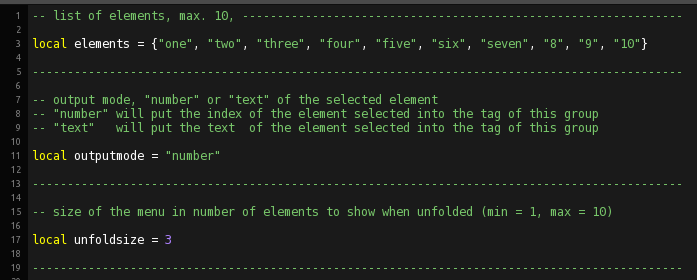 1 -- list of elements, max. 10, ---------------------------------------------------------------
2
3 local elements = {"one", "two", "three", "four", "five", "six", "seven", "8", "9", "10"}
4
5 ---------------------------------------------------------------------------------------------
6
7 -- output mode, "number" or "text" of the selected element
8 -- "number" will put the index of the element selected into the tag of this group
9 -- "text"   will put the text  of the element selected into the tag of this group
10
11 local outputmode = "number"
12
13 ---------------------------------------------------------------------------------------------
14
15 -- size of the menu in number of elements to show when unfolded (min = 1, max = 10)
16
17 local unfoldsize = 3
18
19 ---------------------------------------------------------------------------------------------